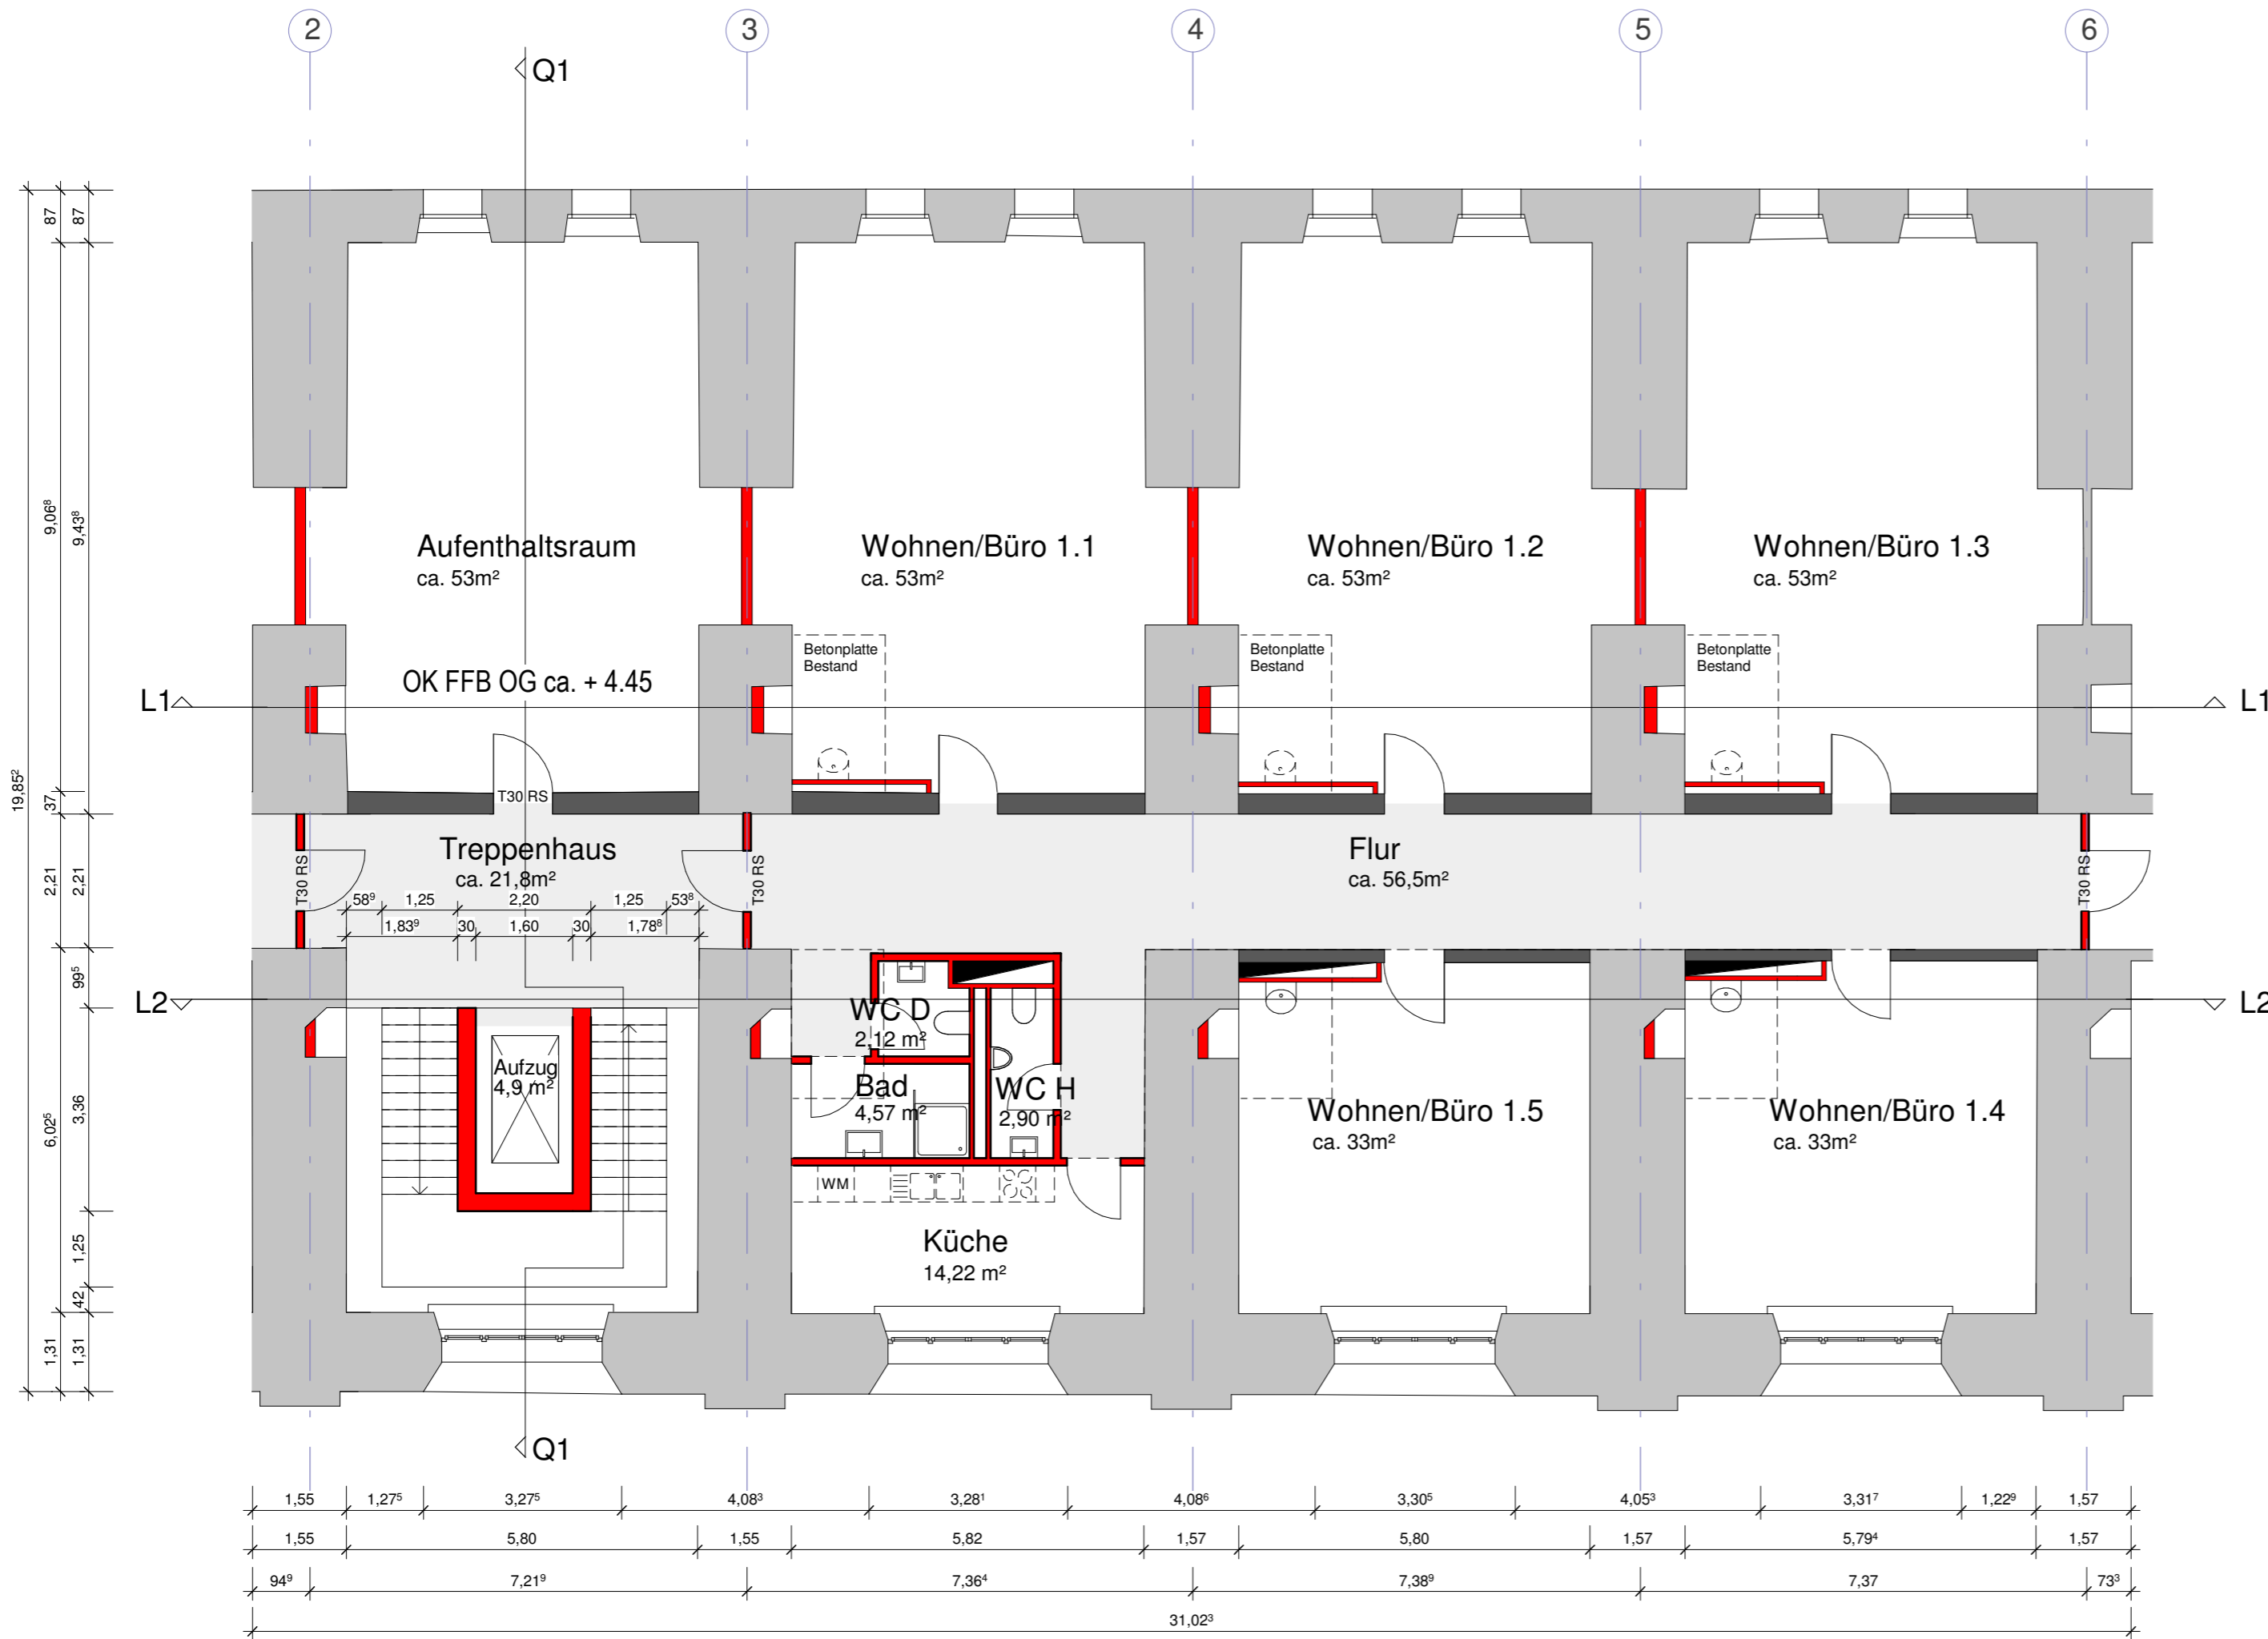 2
3
4
5
6
Q1
87
87
9,06⁸
9,43⁸
19,85²
37
2,21
2,21
99⁵
6,02⁵
3,36
1,25
42
1,31
1,31
Aufenthaltsraum
ca. 53m²
Wohnen/Büro 1.1
ca. 53m²
Wohnen/Büro 1.2
ca. 53m²
Wohnen/Büro 1.3
ca. 53m²
Betonplatte
Bestand
Betonplatte
Bestand
Betonplatte
Bestand
OK FFB OG ca. + 4.45
L1
L1
T30 RS
Treppenhaus
ca. 21,8m²
Flur
ca. 56,5m²
T30 RS
T30 RS
T30 RS
58⁹
1,25
2,20
1,25
53⁸
1,83⁹
30
1,60
30
1,78⁸
L2
L2
WC D
2,12 m²
Aufzug
4,9 m²
Bad
4,57 m²
WC H
2,90 m²
Wohnen/Büro 1.5
ca. 33m²
Wohnen/Büro 1.4
ca. 33m²
WM
Küche
14,22 m²
Q1
1,55
1,27⁵
3,27⁵
4,08³
3,28¹
4,08⁶
3,30⁵
4,05³
3,31⁷
1,22⁹
1,57
1,55
5,80
1,55
5,82
1,57
5,80
1,57
5,79⁴
1,57
94⁹
7,21⁹
7,36⁴
7,38⁹
7,37
73³
31,02³